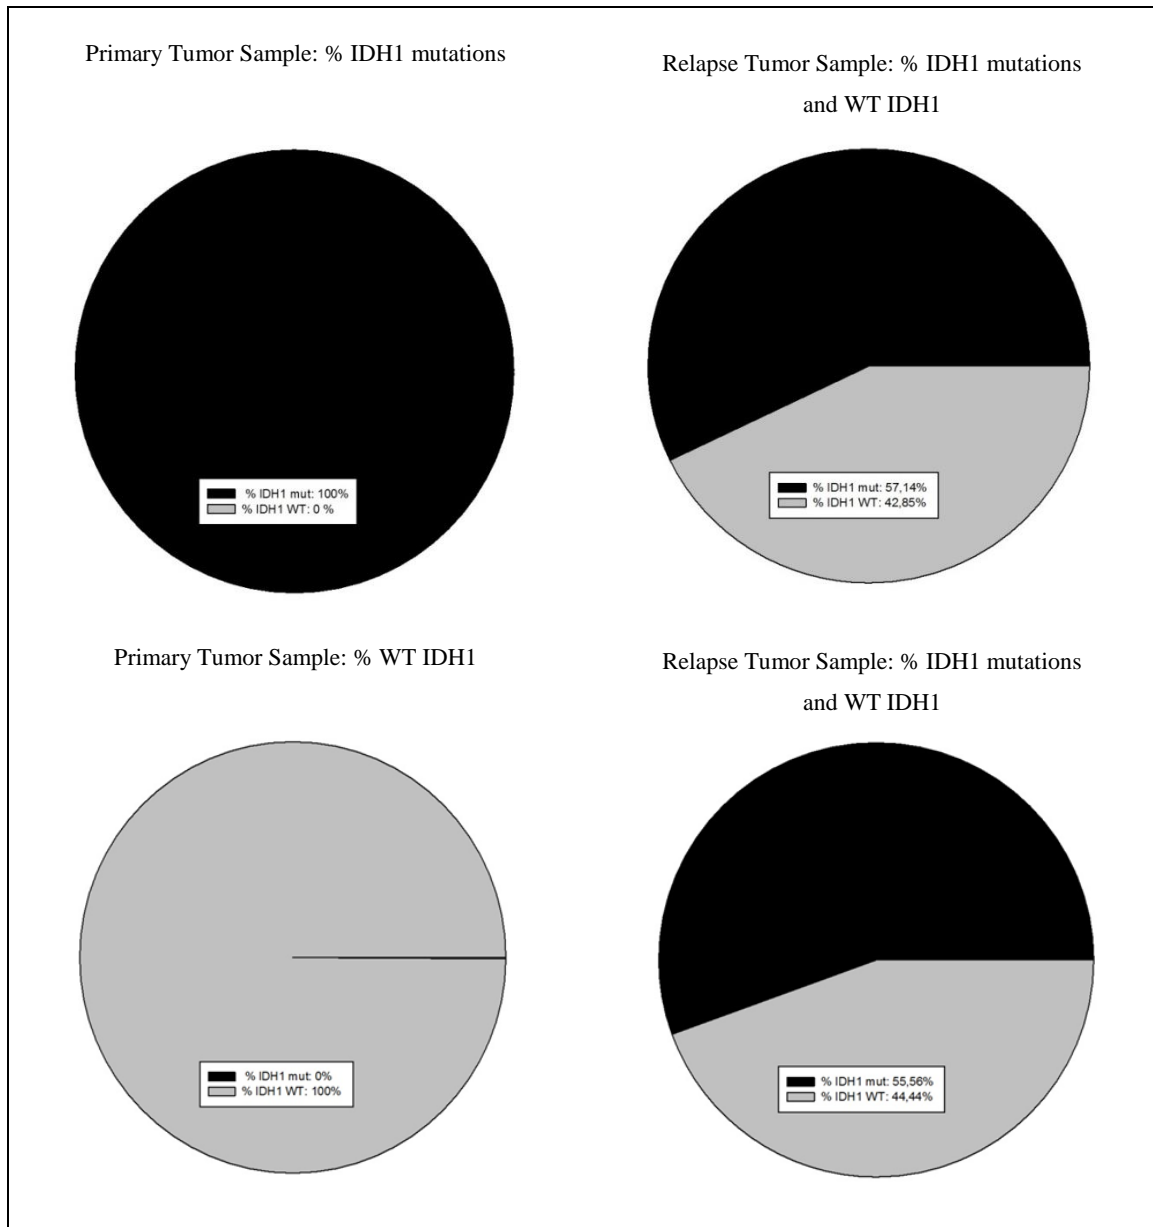 Primary Tumor Sample: % IDH1 mutations
Relapse Tumor Sample: % IDH1 mutations
and WT IDH1
% IDH1 mut: 100%
% IDH1 WT: 0 %
% IDH1 mut: 57,14%
% IDH1 WT: 42,85%
Primary Tumor Sample: % WT IDH1
Relapse Tumor Sample: % IDH1 mutations
and WT IDH1
% IDH1 mut: 0%
% IDH1 WT: 100%
% IDH1 mut: 55,56%
% IDH1 WT: 44,44%